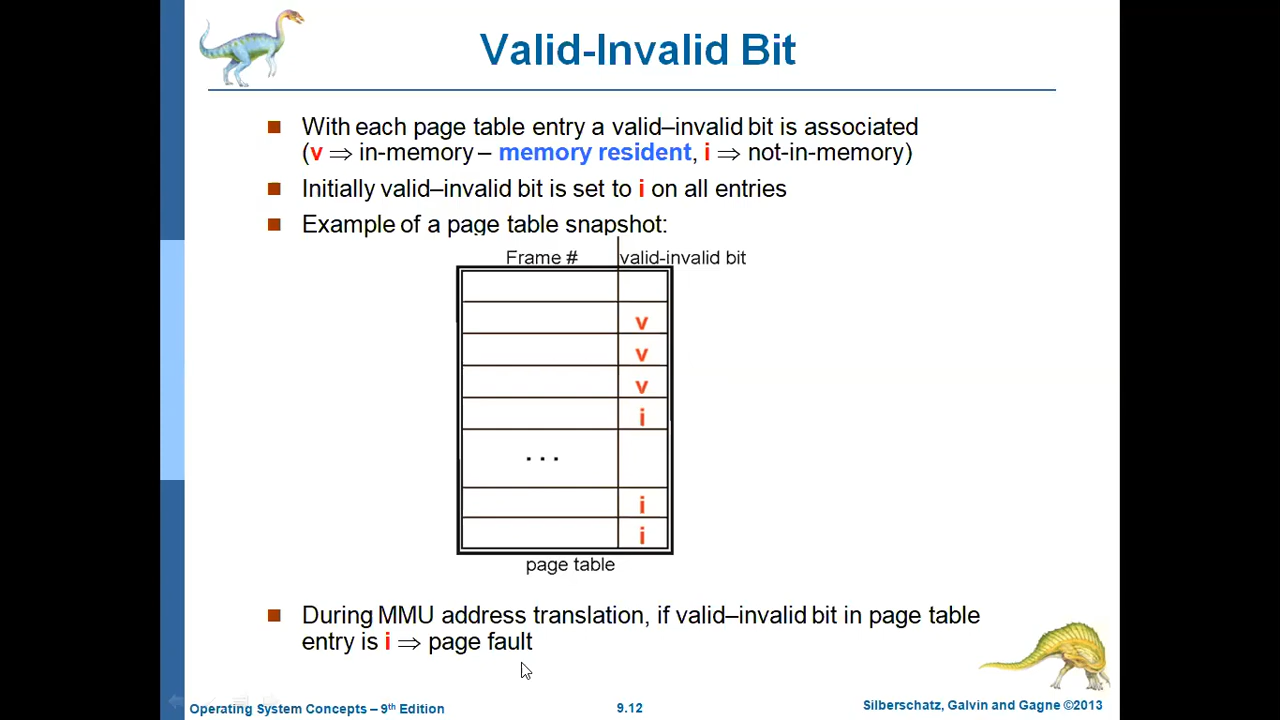 Valid-Invalid Bit
With each page table entry a valid–invalid bit is associated
(v ⇒ in-memory – memory resident, i ⇒ not-in-memory)
Initially valid–invalid bit is set to i on all entries
Example of a page table snapshot:
Frame # valid-invalid bit
v
v
v
i
...
i
i
page table
During MMU address translation, if valid–invalid bit in page table
entry is i ⇒ page fault
Operating System Concepts – 9th Edition 9.12 Silberschatz, Galvin and Gagne ©2013